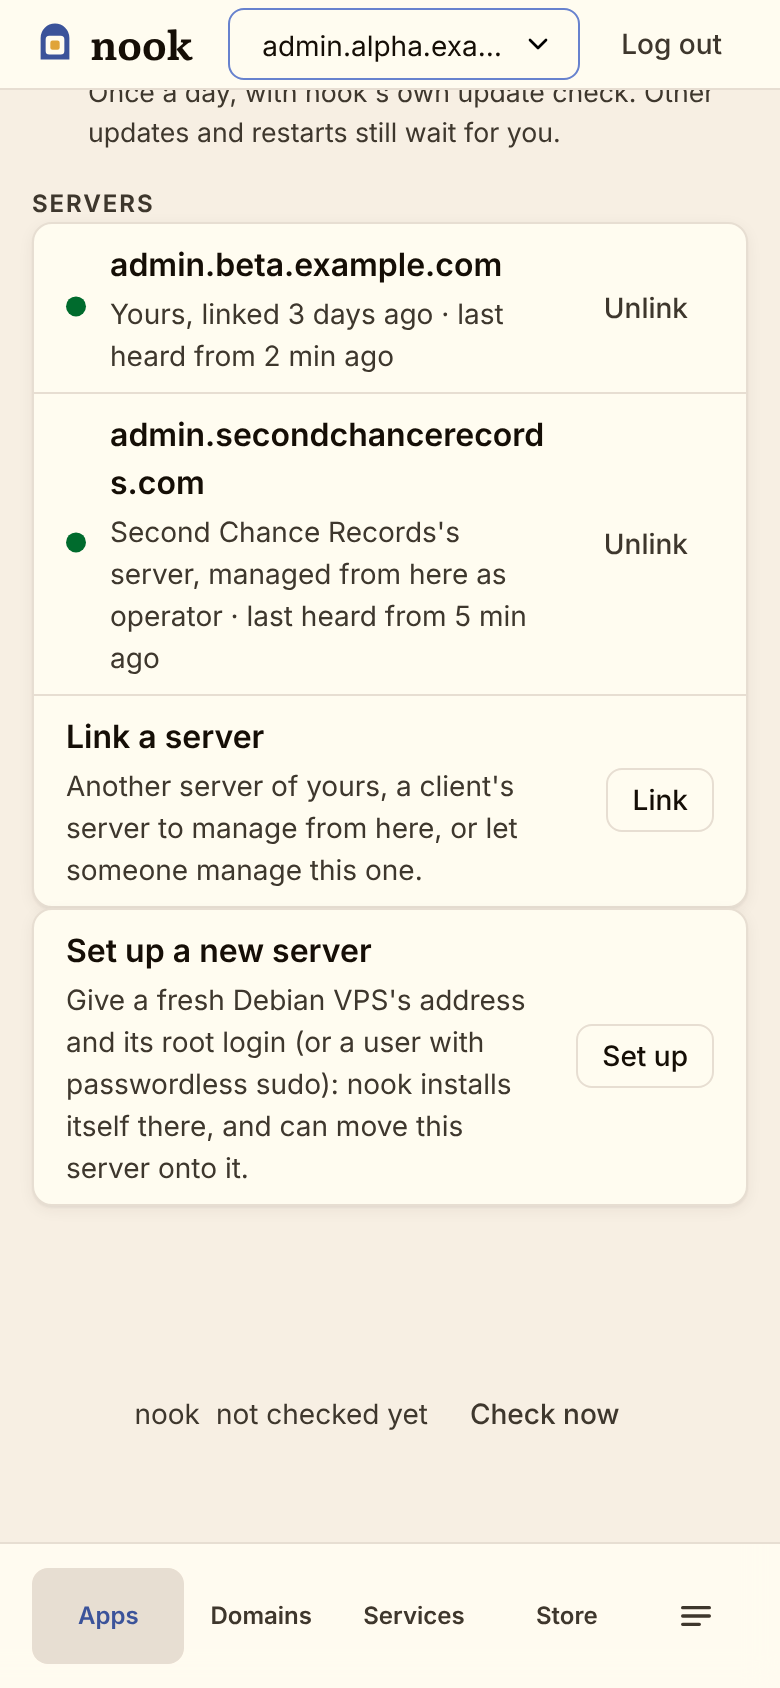 nook
admin.alpha.exa...
Log out
Once a day, with nook's own update check. Other
updates and restarts still wait for you.
SERVERS
admin.beta.example.com
Yours, linked 3 days ago · last
heard from 2 min ago
Unlink
admin.secondchancerecord
s.com
Second Chance Records's
server, managed from here as
operator · last heard from 5 min
ago
Unlink
Link a server
Another server of yours, a client's
server to manage from here, or let
someone manage this one.
Link
Set up a new server
Give a fresh Debian VPS's address
and its root login (or a user with
passwordless sudo): nook installs
itself there, and can move this
server onto it.
Set up
nook not checked yet Check now
Apps Domains Services Store